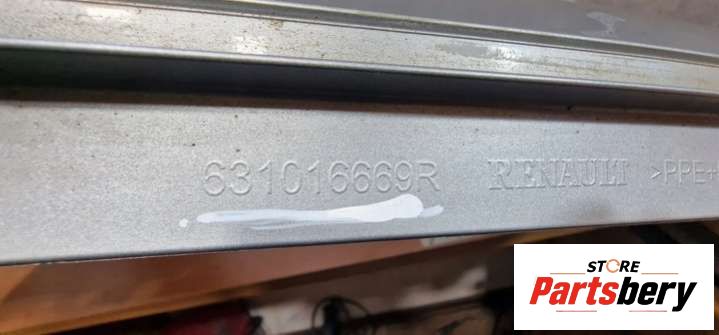 631016669R RENAULT >PPE+
STORE
Partsbery